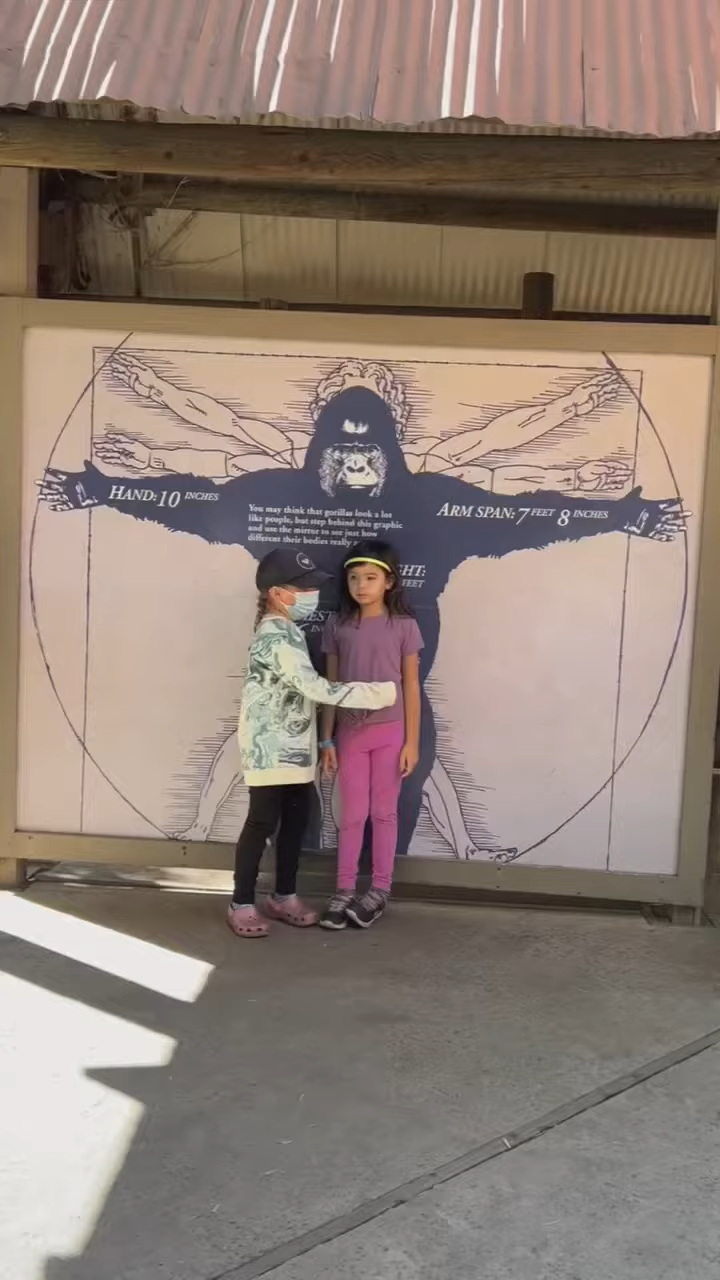 HAND: 10 INCHES
You may think that gorillas look a lot
like people, but step behind this graphic
and use the mirror to see just how
different their bodies really
ARM SPAN: 7 FEET 8 INCHES